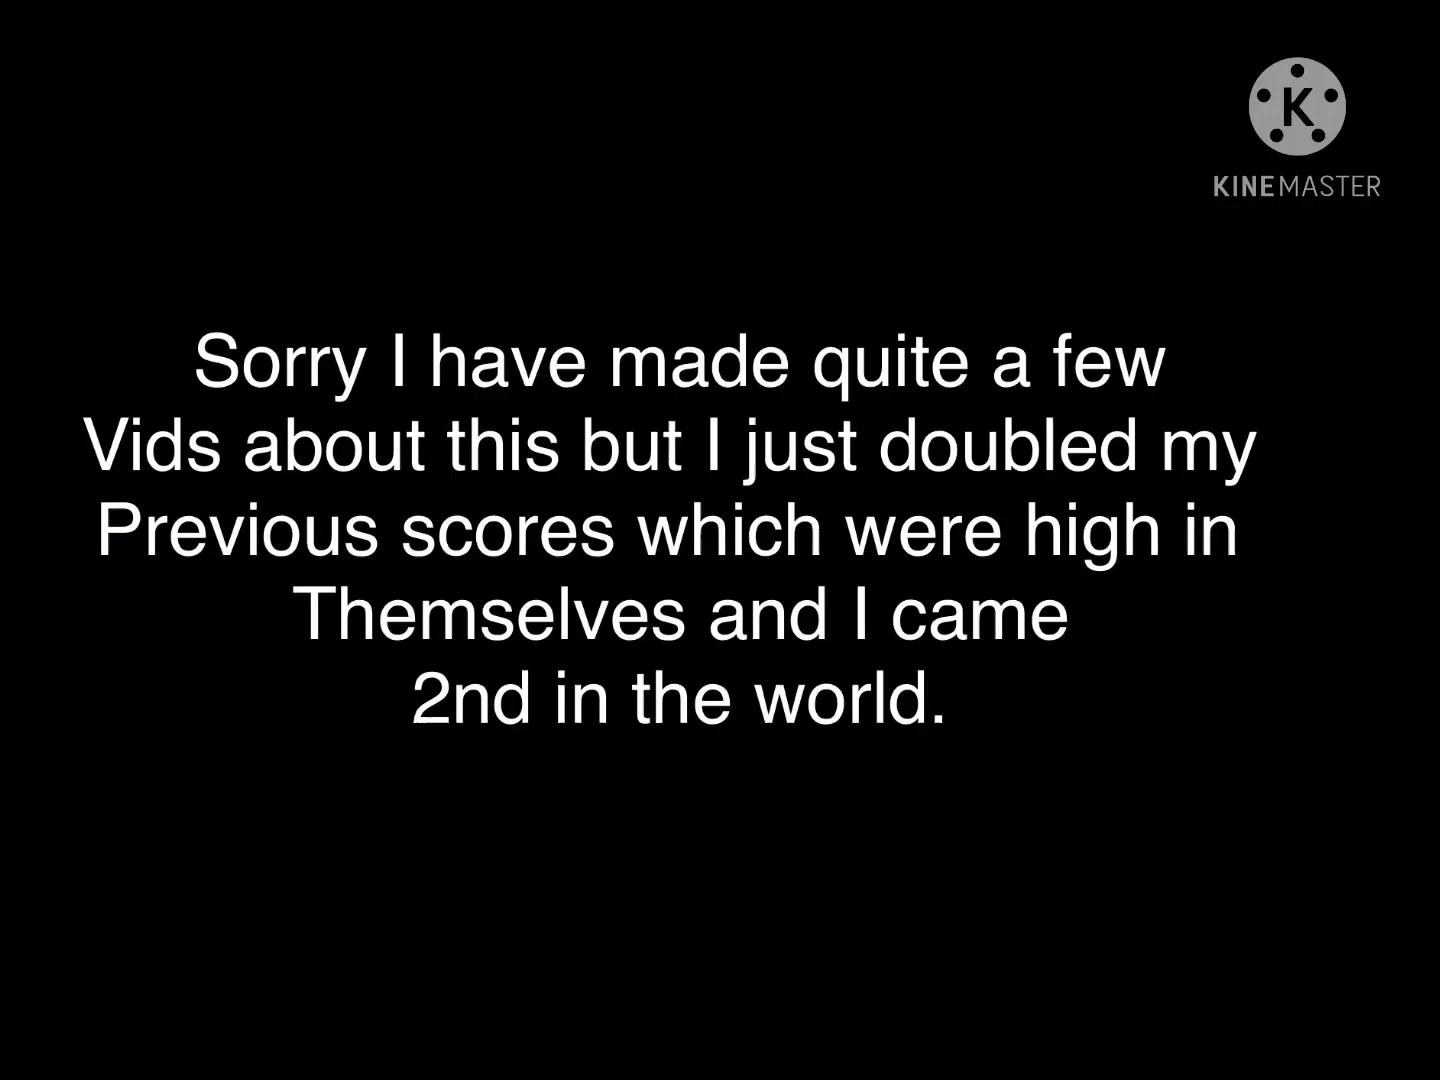 K
KINEMASTER
Sorry I have made quite a few
Vids about this but I just doubled my
Previous scores which were high in
Themselves and I came
2nd in the world.